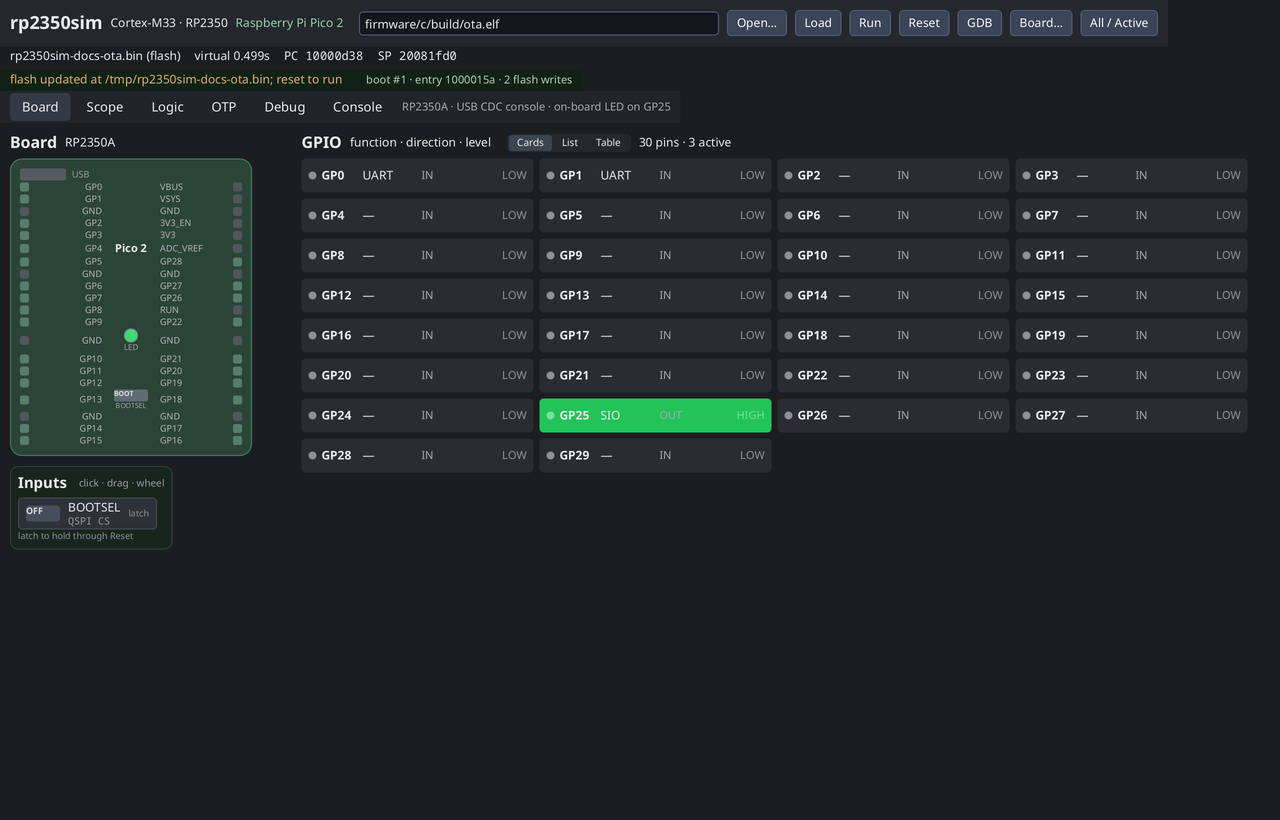 rp2350sim Cortex-M33 · RP2350 Raspberry Pi Pico 2 firmware/c/build/ota.elf Open... Load Run Reset GDB Board... All / Active
rp2350sim-docs-ota.bin (flash) virtual 0.499s PC 10000d38 SP 20081fd0
flash updated at /tmp/rp2350sim-docs-ota.bin; reset to run boot #1 · entry 1000015a · 2 flash writes
Board Scope Logic OTP Debug Console RP2350A · USB CDC console · on-board LED on GP25
Board RP2350A
USB
GP0 VBUS
GP1 VSYS
GND GND
GP2 3V3_EN
GP3 3V3
GP4 Pico 2 ADC_VREF
GP5 GP28
GND GND
GP6 GP27
GP7 GP26
GP8 RUN
GP9 GP22
GND LED GND
GP10 GP21
GP11 GP20
GP12 GP19
GP13 BOOT GP18
BOOTSEL
GND GND
GP14 GP17
GP15 GP16
Inputs click · drag · wheel
OFF BOOTSEL latch
QSPI CS
latch to hold through Reset
GPIO function · direction · level Cards List Table 30 pins · 3 active
GP0 UART IN LOW GP1 UART IN LOW GP2 — IN LOW GP3 — IN LOW
GP4 — IN LOW GP5 — IN LOW GP6 — IN LOW GP7 — IN LOW
GP8 — IN LOW GP9 — IN LOW GP10 — IN LOW GP11 — IN LOW
GP12 — IN LOW GP13 — IN LOW GP14 — IN LOW GP15 — IN LOW
GP16 — IN LOW GP17 — IN LOW GP18 — IN LOW GP19 — IN LOW
GP20 — IN LOW GP21 — IN LOW GP22 — IN LOW GP23 — IN LOW
GP24 — IN LOW GP25 SIO OUT HIGH GP26 — IN LOW GP27 — IN LOW
GP28 — IN LOW GP29 — IN LOW